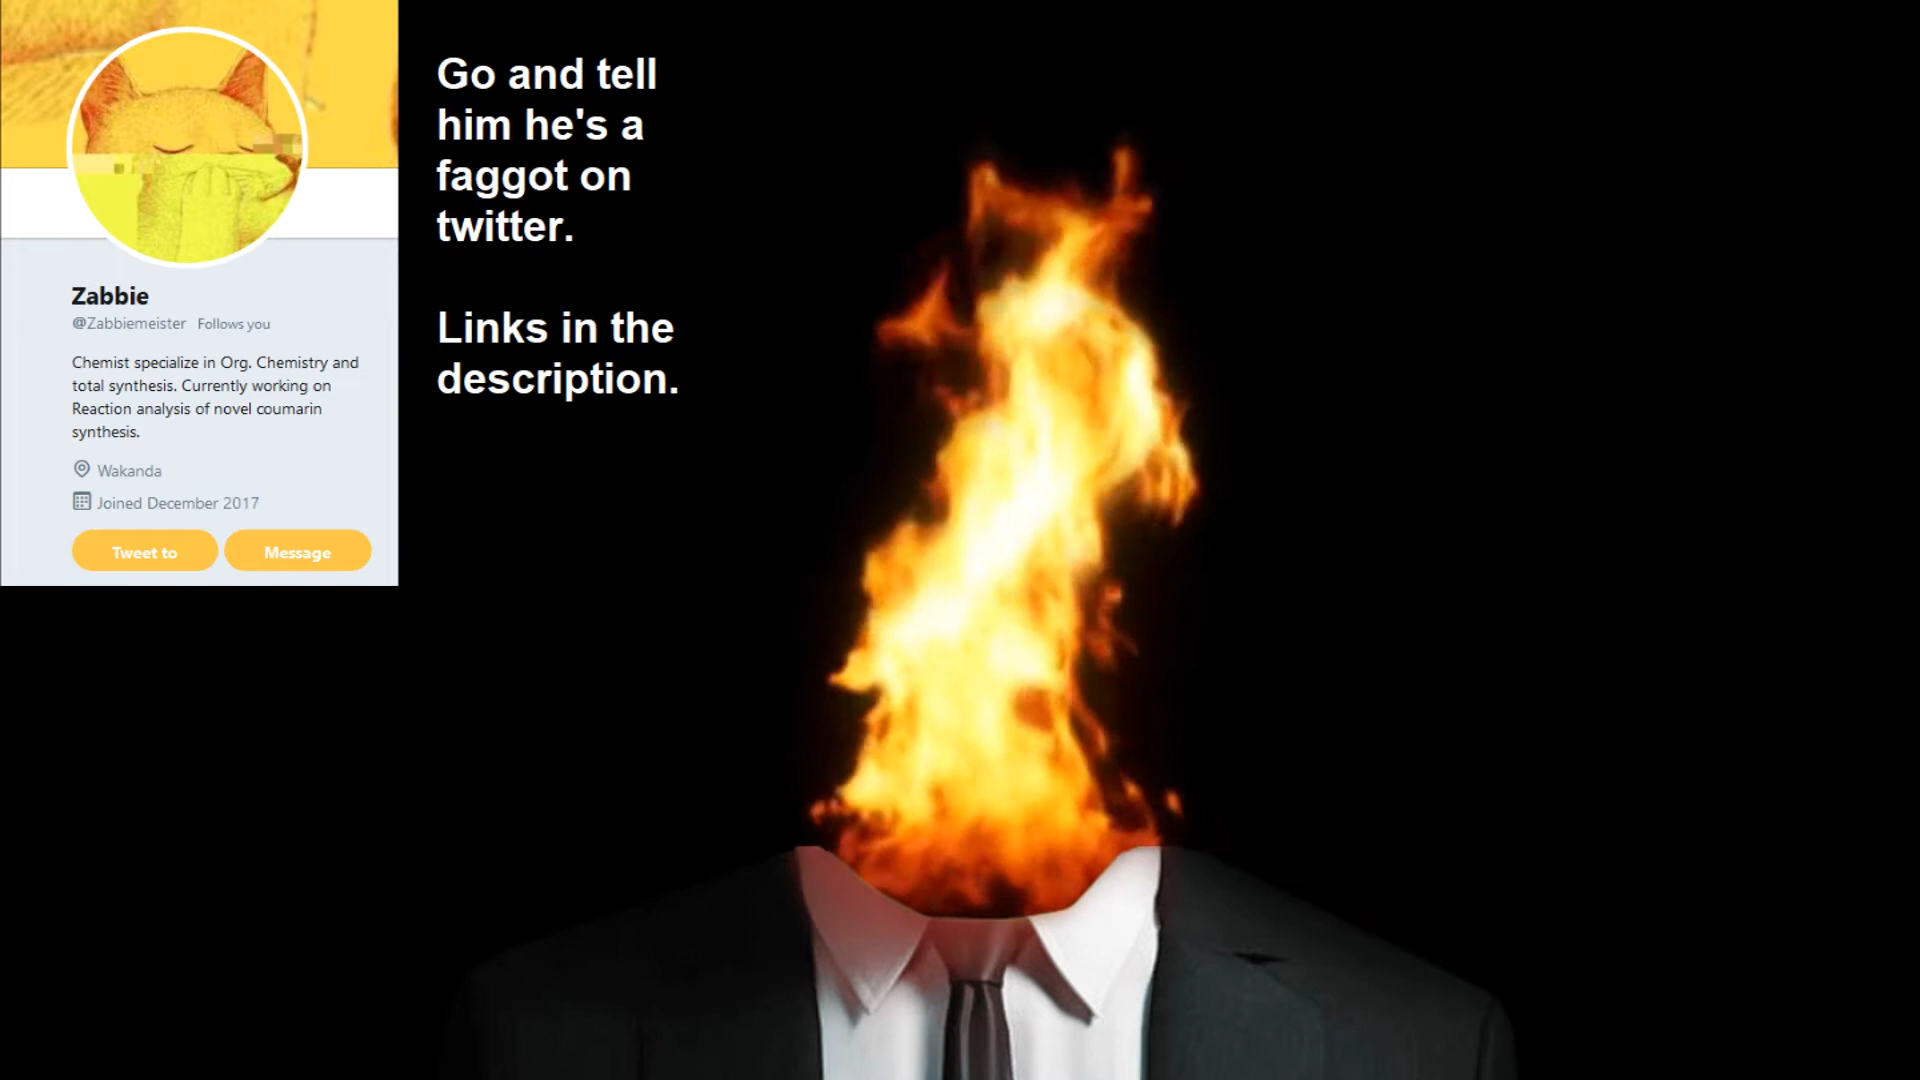 Zabbie
@Zabbiemeister Follows you
Chemist specialize in Org. Chemistry and
total synthesis. Currently working on
Reaction analysis of novel coumarin
synthesis.
Wakanda
Joined December 2017
Tweet to Message
Go and tell
him he's a
faggot on
twitter.
Links in the
description.